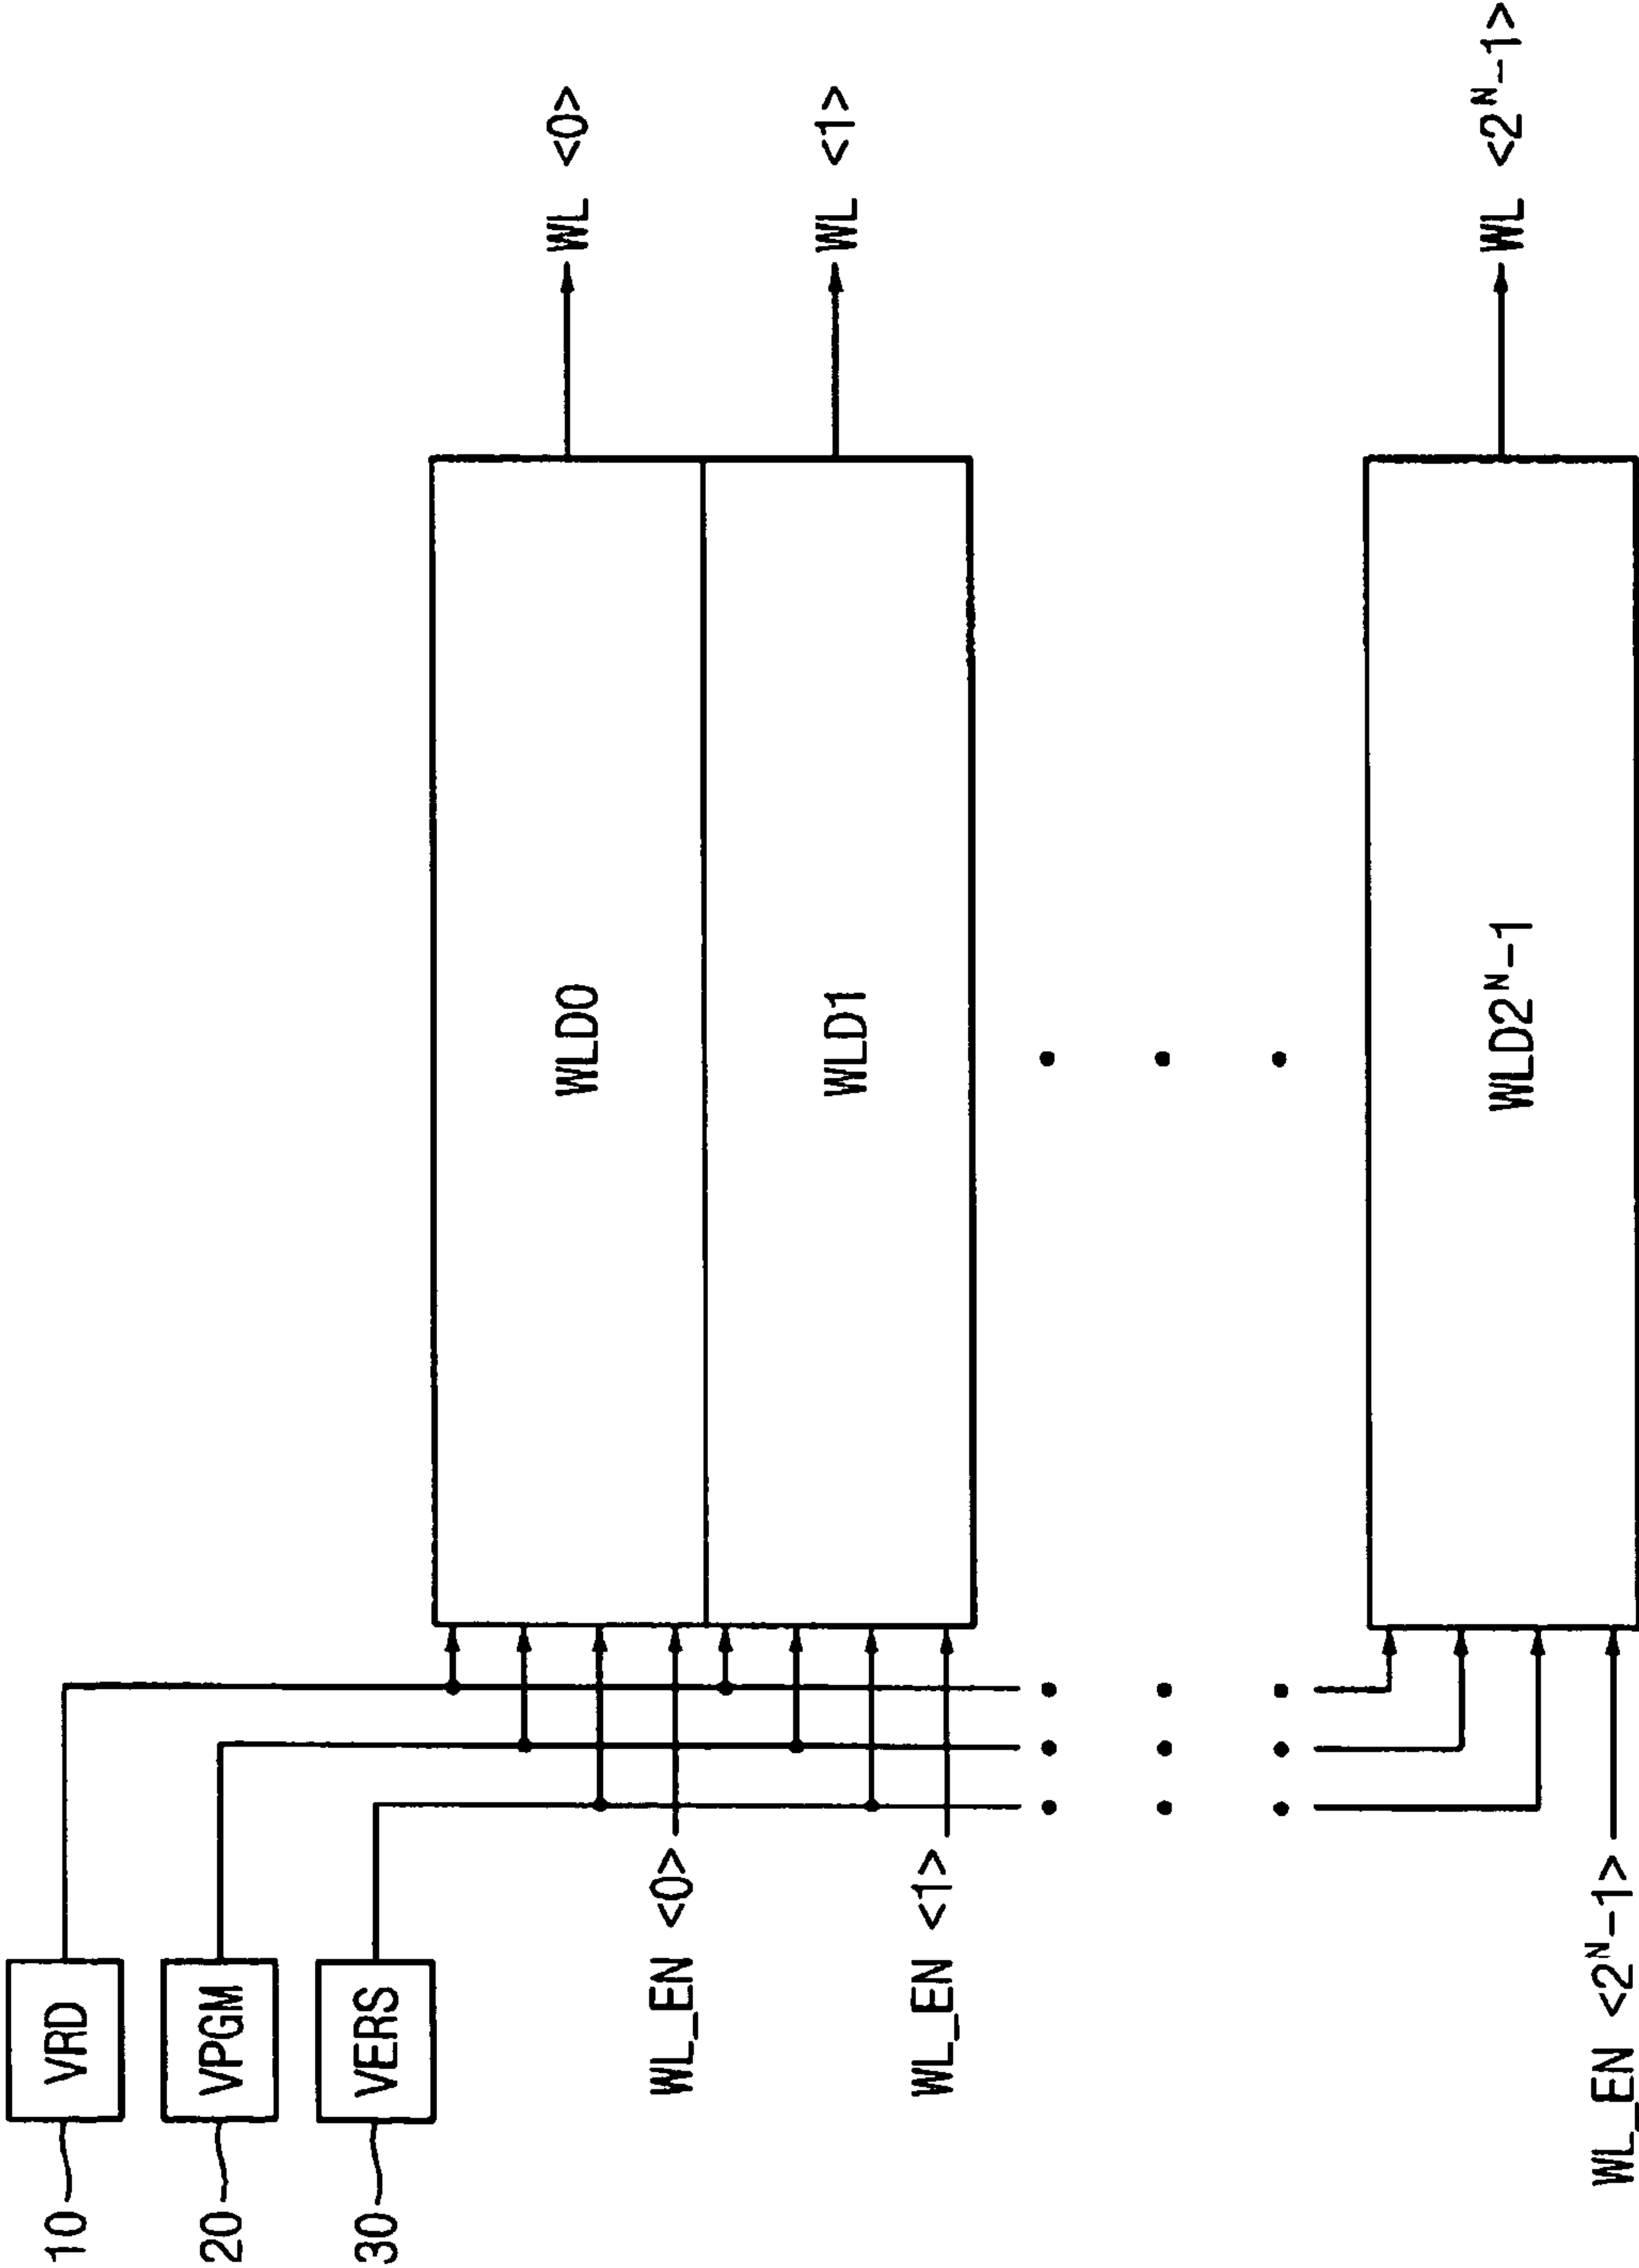 10
VRD
20
VPGM
30
VERS
WL_EN <0>
WLD0
WL <0>
WL_EN <1>
WLD1
WL <1>
WL_EN <2ᴺ-1>
WLD2ᴺ-1
WL <2ᴺ-1>